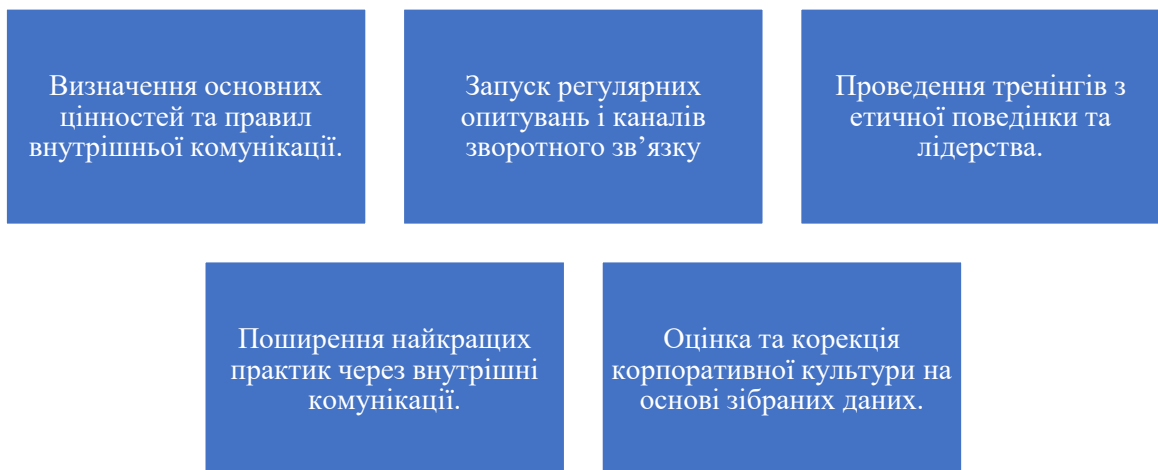 Визначення основних
цінностей та правил
внутрішньої комунікації.
Запуск регулярних
опитувань і каналів
зворотного зв’язку
Проведення тренінгів з
етичної поведінки та
лідерства.
Поширення найкращих
практик через внутрішні
комунікації.
Оцінка та корекція
корпоративної культури на
основі зібраних даних.